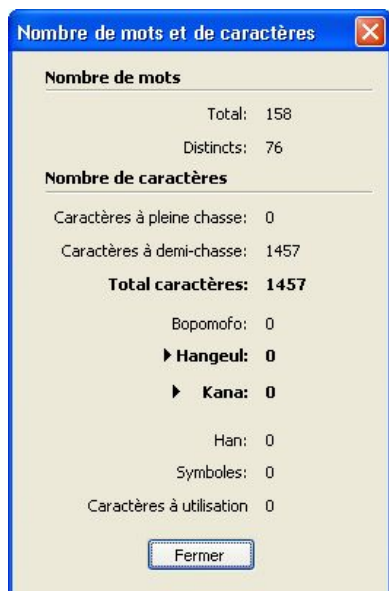 Nombre de mots et de caractères
Nombre de mots
Total: 158
Distincts: 76
Nombre de caractères
Caractères à pleine chasse: 0
Caractères à demi-chasse: 1457
Total caractères: 1457
Bopomofo: 0
Hangeul: 0
Kana: 0
Han: 0
Symboles: 0
Caractères à utilisation 0
Fermer